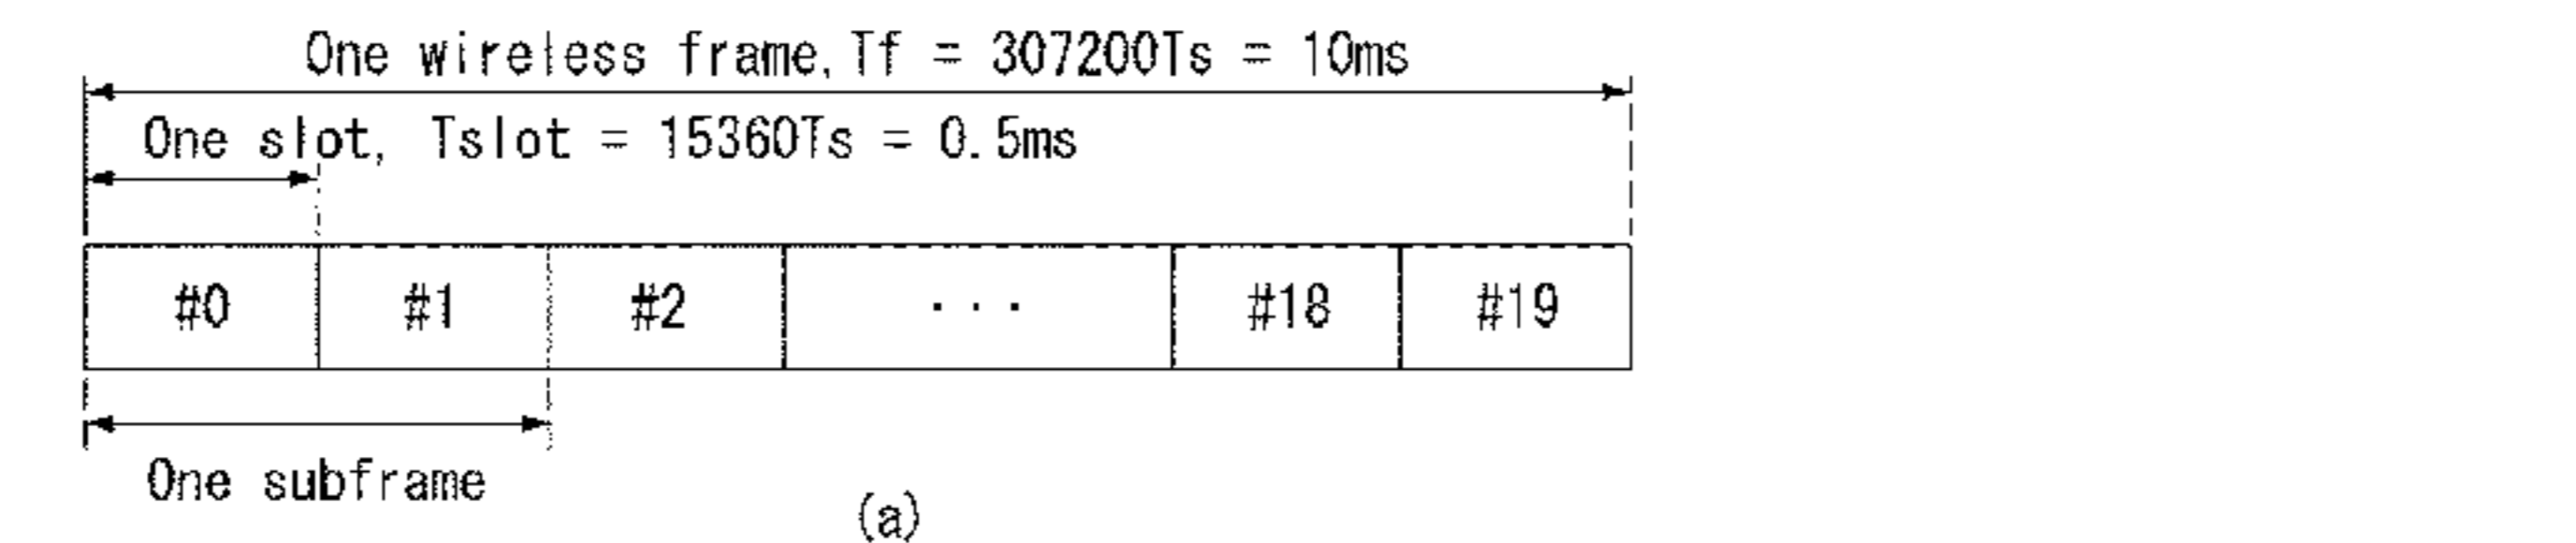 One wireless frame, Tf = 307200Ts = 10ms
One slot, Tslot = 15360Ts = 0.5ms
#0 #1 #2 ... #18 #19
One subframe
(a)